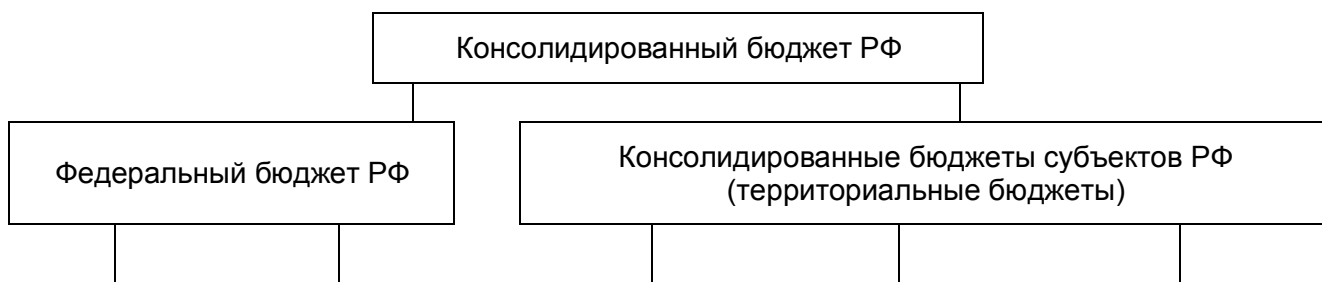 Консолидированный бюджет РФ
Федеральный бюджет РФ
Консолидированные бюджеты субъектов РФ
(территориальные бюджеты)